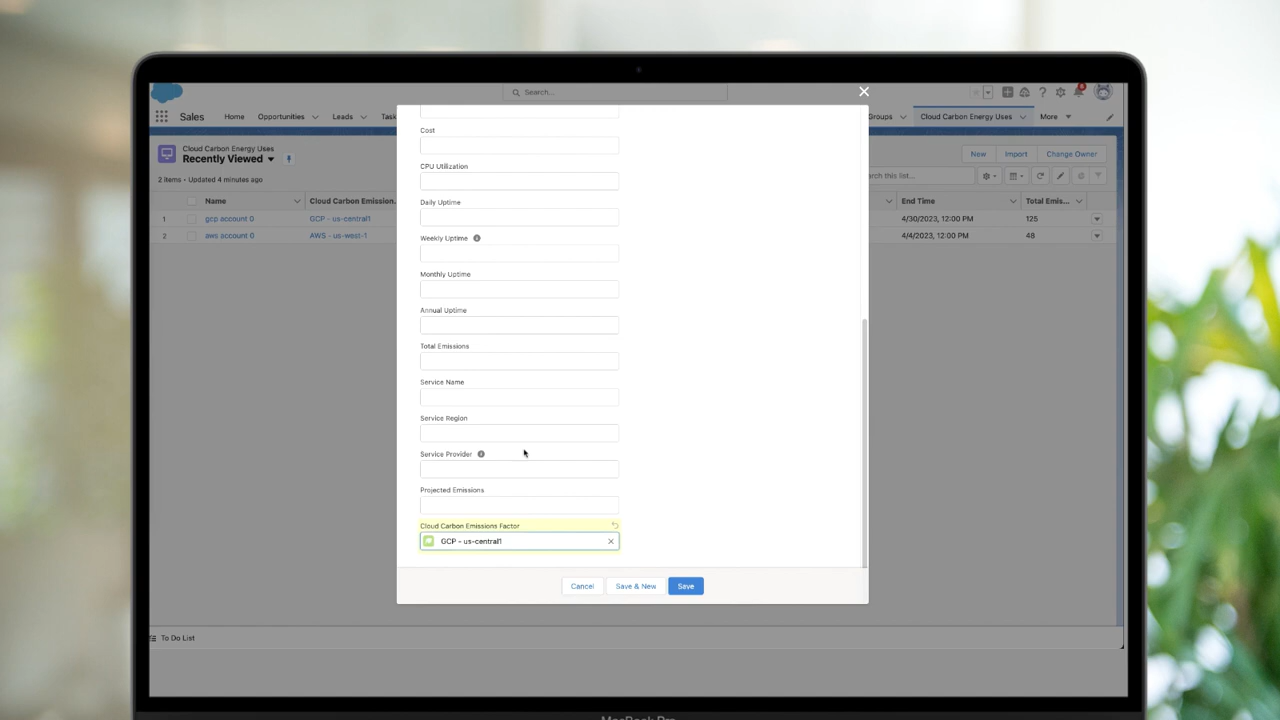 Search...
Sales Home Opportunities Leads Task Groups Cloud Carbon Energy Uses More
Cloud Carbon Energy Uses
Recently Viewed
New Import Change Owner
2 items • Updated 4 minutes ago
this list...
Name Cloud Carbon Emission. End Time Total Emis...
1 gcp account 0 GCP - us-central1 4/30/2023, 12:00 PM 125
2 aws account 0 AWS - us-west-1 4/4/2023, 12:00 PM 48
Cost
CPU Utilization
Daily Uptime
Weekly Uptime
Monthly Uptime
Annual Uptime
Total Emissions
Service Name
Service Region
Service Provider
Projected Emissions
Cloud Carbon Emissions Factor
GCP - us-central1
Cancel Save & New Save
To Do List
MacBook Pro